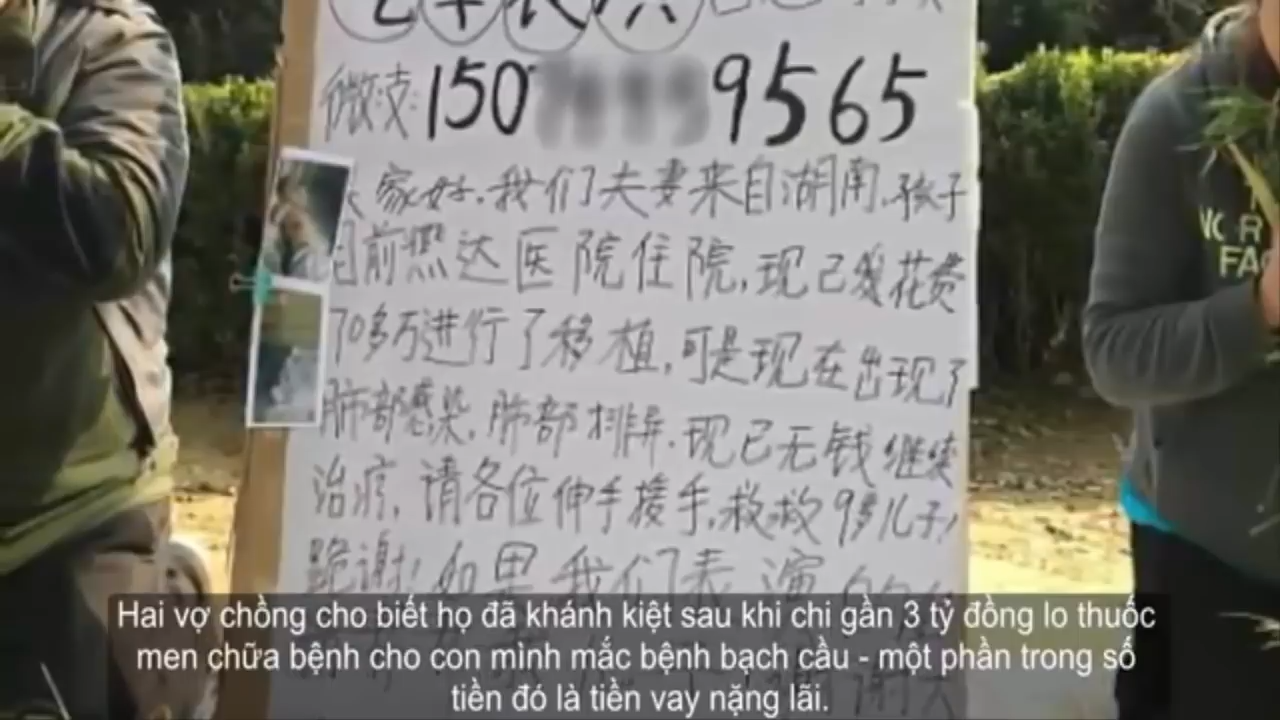 微支:150 9565
家好.我们夫妻来自湖南.孩子
目前燕达医院住院,现已花费
70多万进行了移植,可是现在出现了
肺部感染,肺部排异.现已无钱继续
治疗,请各位伸手援手,救救9岁儿子!
跪谢!如果我们表演的
NOR
FA
Hai vợ chồng cho biết họ đã khánh kiệt sau khi chi gần 3 tỷ đồng lo thuốc
men chữa bệnh cho con mình mắc bệnh bạch cầu - một phần trong số
tiền đó là tiền vay nặng lãi.